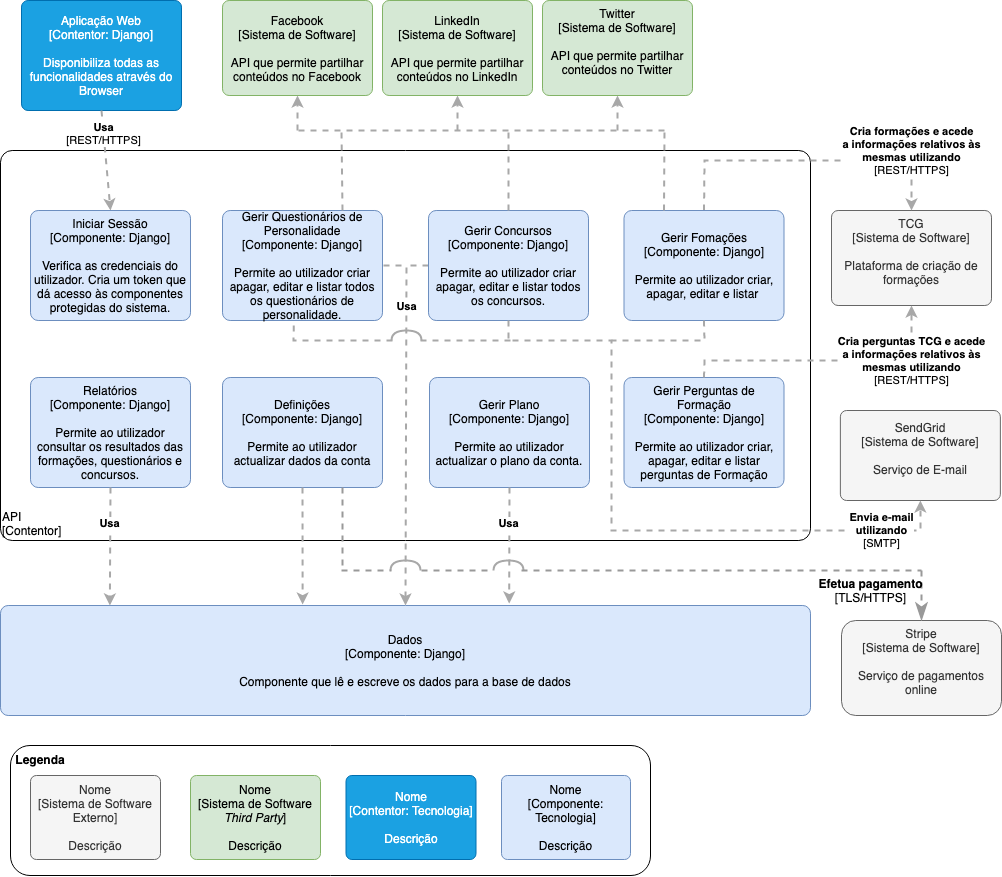 Aplicação Web
[Contentor: Django]
Disponibiliza todas as
funcionalidades através do
Browser
Facebook
[Sistema de Software]
API que permite partilhar
conteúdos no Facebook
LinkedIn
[Sistema de Software]
API que permite partilhar
conteúdos no LinkedIn
Twitter
[Sistema de Software]
API que permite partilhar
conteúdos no Twitter
Usa
[REST/HTTPS]
Cria formações e acede
a informações relativos às
mesmas utilizando
[REST/HTTPS]
Iniciar Sessão
[Componente: Django]
Verifica as credenciais do
utilizador. Cria um token que
dá acesso às componentes
protegidas do sistema.
Gerir Questionários de
Personalidade
[Componente: Django]
Permite ao utilizador criar
apagar, editar e listar todos
os questionários de
personalidade.
Gerir Concursos
[Componente: Django]
Permite ao utilizador criar
apagar, editar e listar todos
os concursos.
Gerir Fomações
[Componente: Django]
Permite ao utilizador criar,
apagar, editar e listar
TCG
[Sistema de Software]
Plataforma de criação de
formações
Usa
Cria perguntas TCG e acede
a informações relativos às
mesmas utilizando
[REST/HTTPS]
Relatórios
[Componente: Django]
Permite ao utilizador
consultar os resultados das
formações, questionários e
concursos.
Definições
[Componente: Django]
Permite ao utilizador
actualizar dados da conta
Gerir Plano
[Componente: Django]
Permite ao utilizador
actualizar o plano da conta.
Gerir Perguntas de
Formação
[Componente: Django]
Permite ao utilizador criar,
apagar, editar e listar
perguntas de Formação
SendGrid
[Sistema de Software]
Serviço de E-mail
API
[Contentor]
Usa
Usa
Envia e-mail
utilizando
[SMTP]
Efetua pagamento
[TLS/HTTPS]
Dados
[Componente: Django]
Componente que lê e escreve os dados para a base de dados
Stripe
[Sistema de Software]
Serviço de pagamentos
online
Legenda
Nome
[Sistema de Software
Externo]
Descrição
Nome
[Sistema de Software
Third Party]
Descrição
Nome
[Contentor: Tecnologia]
Descrição
Nome
[Componente:
Tecnologia]
Descrição